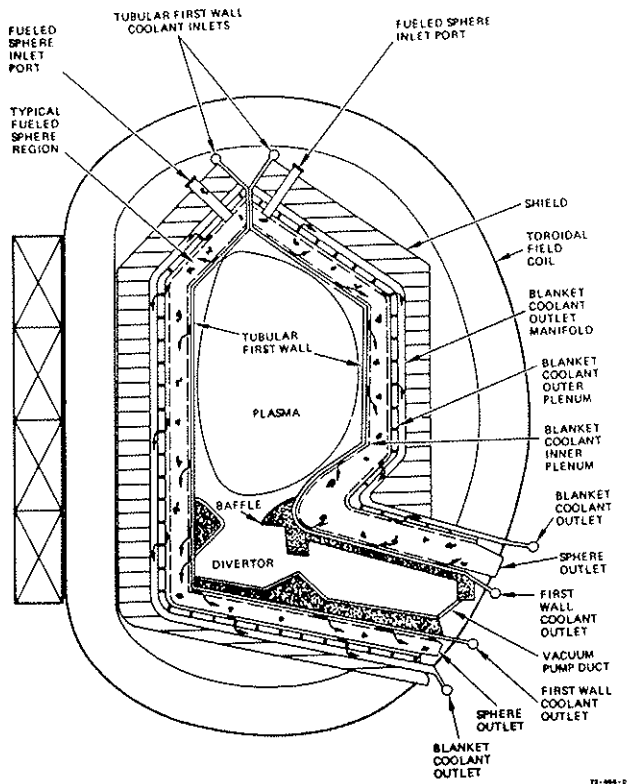 TUBULAR FIRST WALL
COOLANT INLETS
FUELED
SPHERE
INLET
PORT
FUELED SPHERE
INLET PORT
TYPICAL
FUELED
SPHERE
REGION
SHIELD
TOROIDAL
FIELD
COIL
BLANKET
COOLANT
OUTLET
MANIFOLD
TUBULAR
FIRST WALL
BLANKET
COOLANT
OUTER
PLENUM
PLASMA
BLANKET
COOLANT
INNER
PLENUM
BAFFLE
BLANKET
COOLANT
OUTLET
DIVERTOR
SPHERE
OUTLET
FIRST
WALL
COOLANT
OUTLET
VACUUM
PUMP DUCT
FIRST WALL
COOLANT
OUTLET
SPHERE
OUTLET
BLANKET
COOLANT
OUTLET